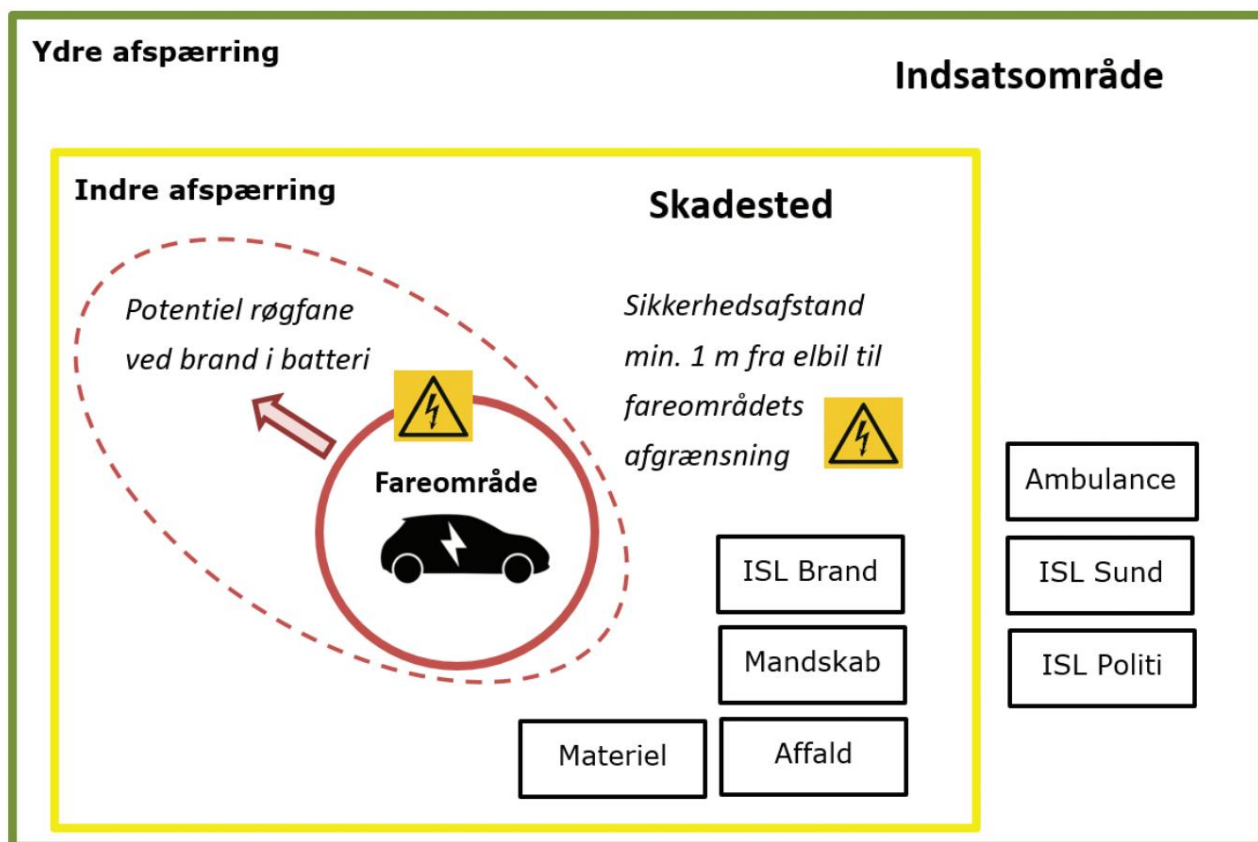 Ydre afspærring
Indsatsområde
Indre afspærring
Skadested
Potentiel røgfane
ved brand i batteri
Sikkerhedsafstand
min. 1 m fra elbil til
fareområdets
afgrænsning
Fareområde
Ambulance
ISL Brand
ISL Sund
Mandskab
ISL Politi
Materiel
Affald